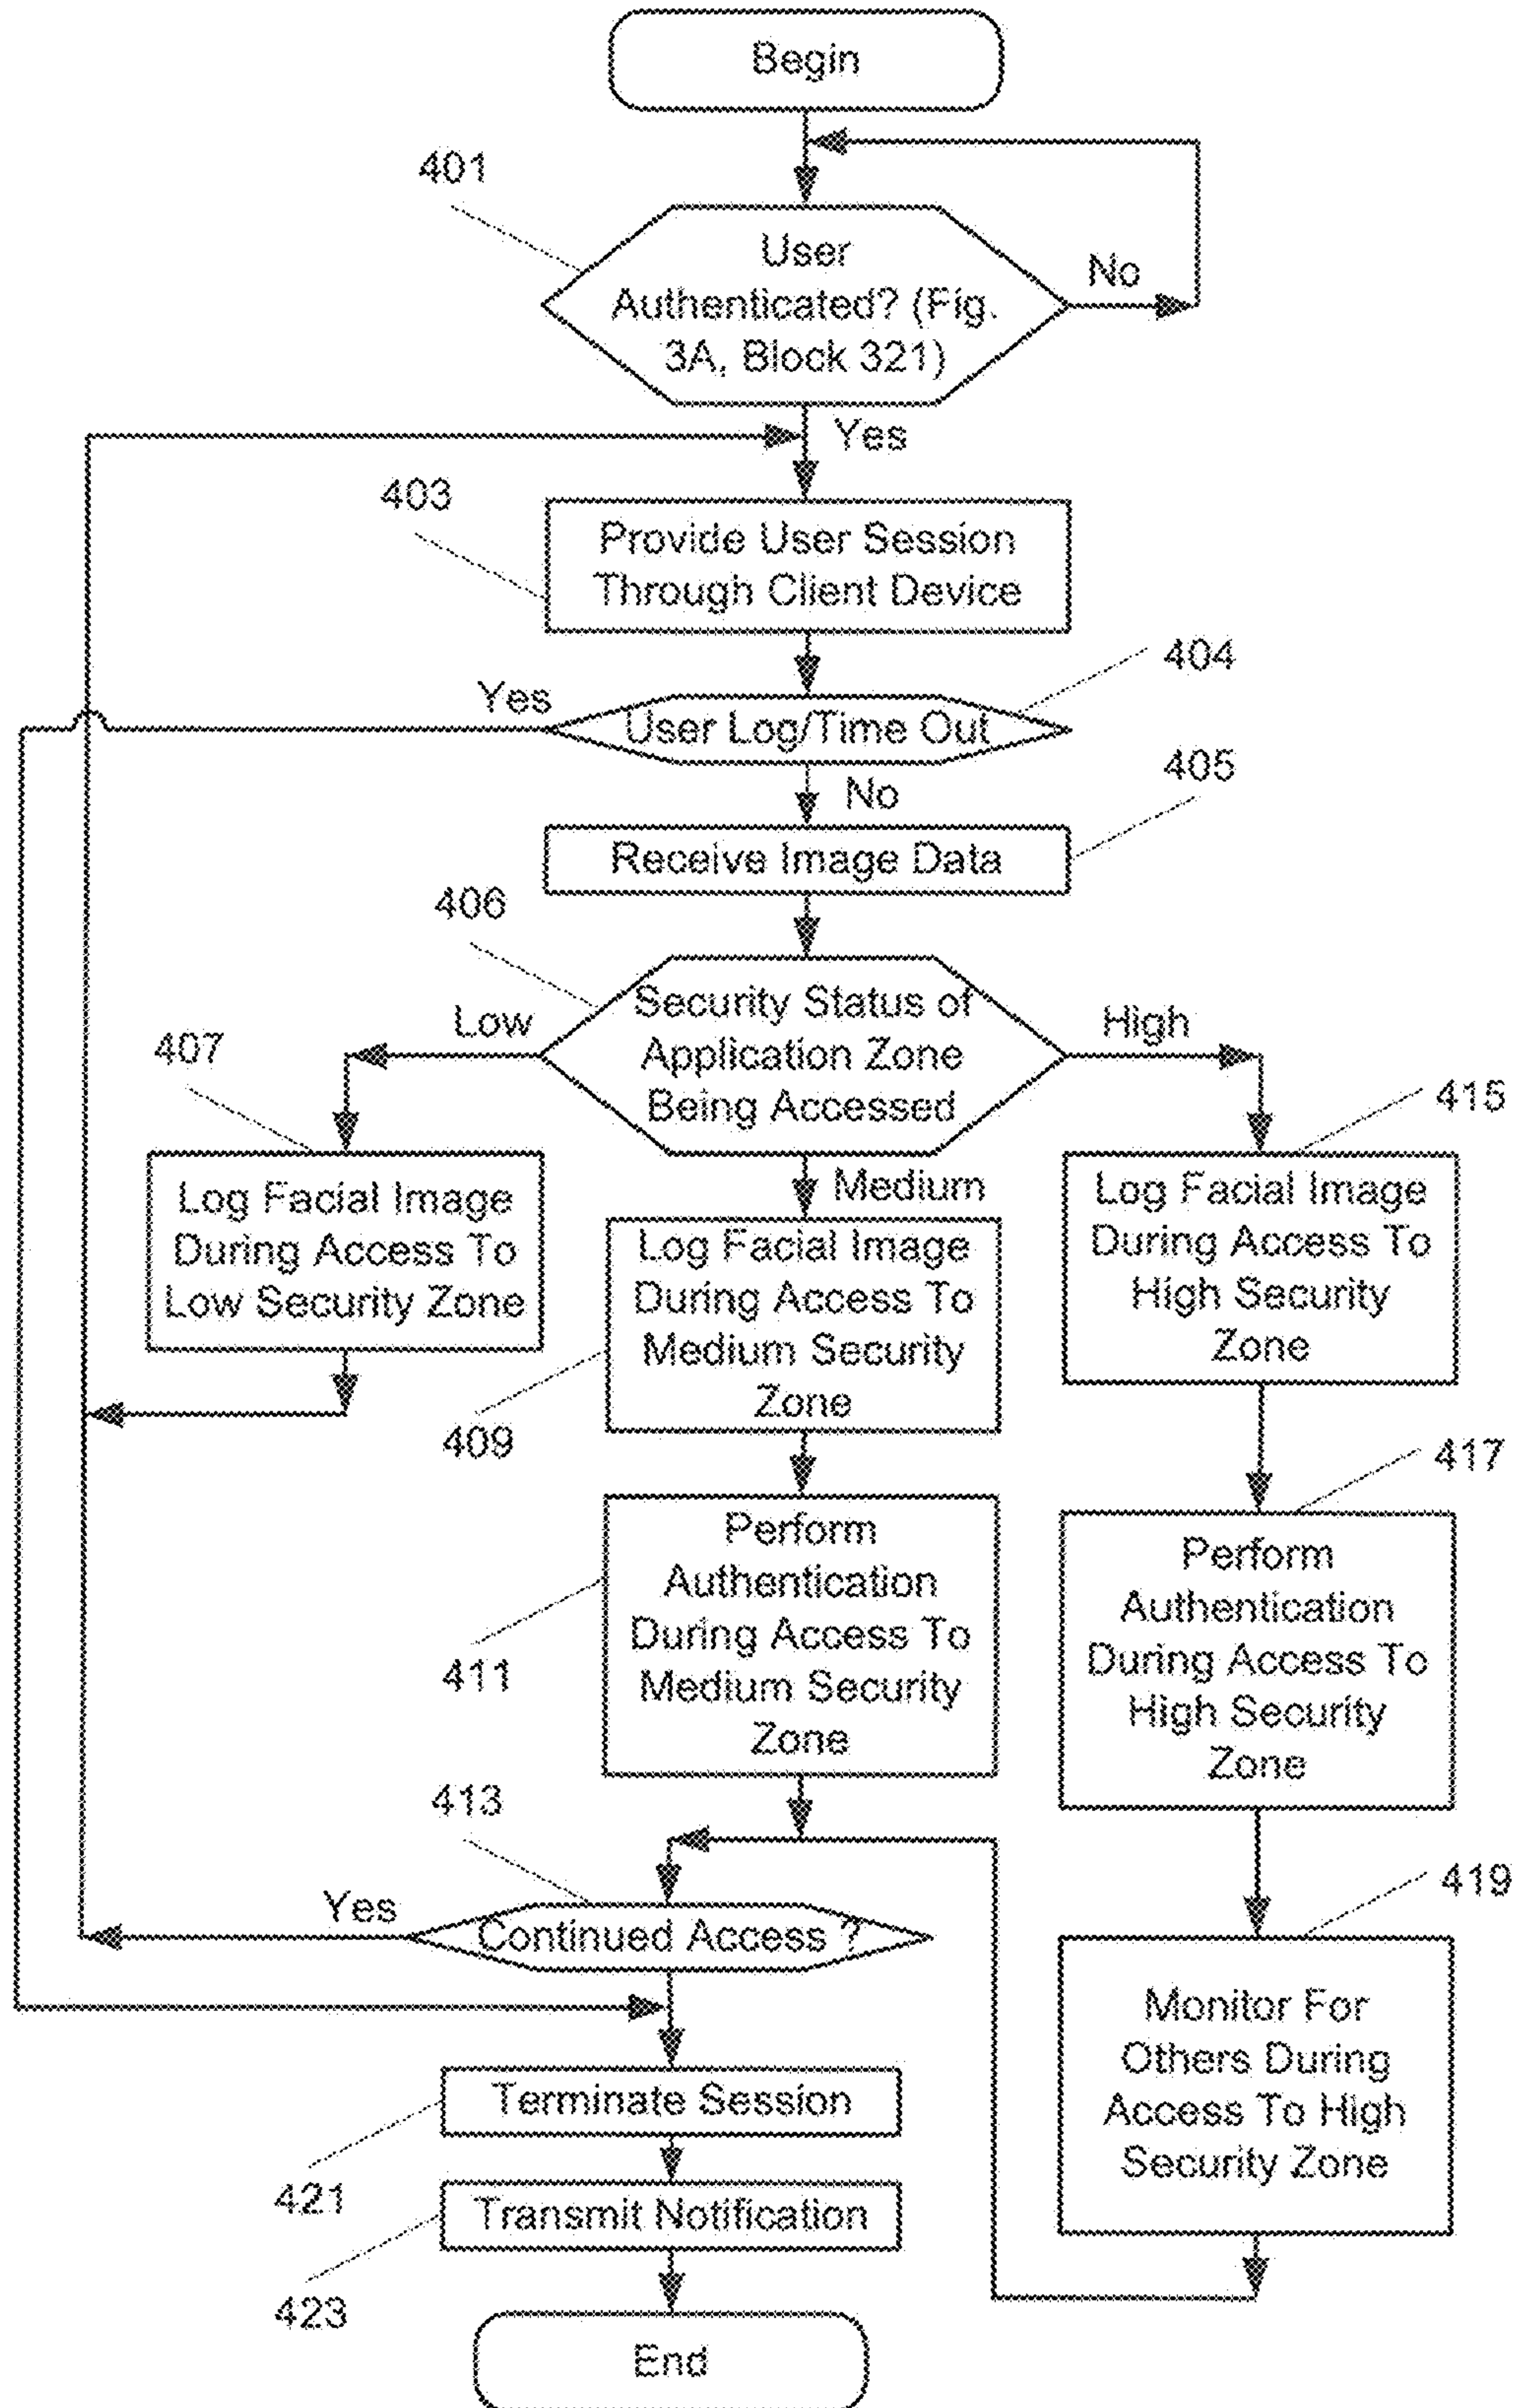 Begin
401
User
Authenticated? (Fig.
3A, Block 321)
No
Yes
403
Provide User Session
Through Client Device
404
Yes
User Log/Time Out
405
No
Receive Image Data
406
Security Status of
Application Zone
Being Accessed
Low
High
407
415
Medium
Log Facial Image
During Access To
Low Security Zone
Log Facial Image
During Access To
Medium Security
Zone
409
Log Facial Image
During Access To
High Security
Zone
417
Perform
Authentication
During Access To
Medium Security
Zone
411
Perform
Authentication
During Access To
High Security
Zone
413
419
Yes
Continued Access ?
Monitor For
Others During
Access To High
Security Zone
Terminate Session
421
Transmit Notification
423
End